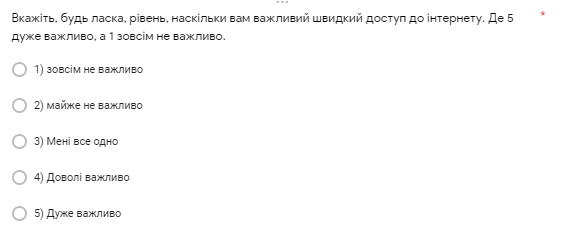 Вкажіть, будь ласка, рівень, наскільки вам важливий швидкий доступ до інтернету. Де 5 *
дуже важливо, а 1 зовсім не важливо.
1) зовсім не важливо
2) майже не важливо
3) Мені все одно
4) Доволі важливо
5) Дуже важливо